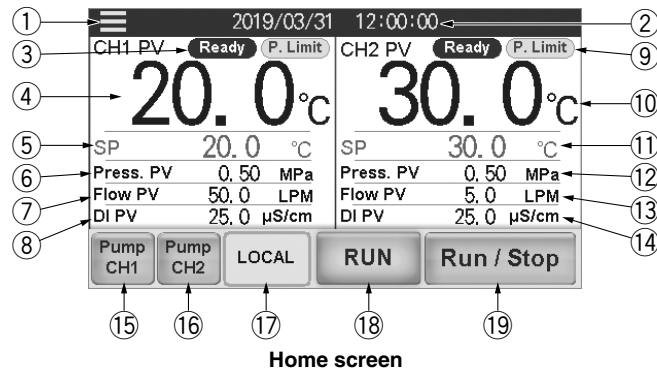 ① 2019/03/31 12:00:00 ②
③ CH1 PV Ready P. Limit CH2 PV Ready P. Limit ⑨
④ 20.0°C 30.0°C ⑩
⑤ SP 20.0 °C SP 30.0 °C ⑪
⑥ Press. PV 0.50 MPa Press. PV 0.50 MPa ⑫
⑦ Flow PV 50.0 LPM Flow PV 5.0 LPM ⑬
⑧ DI PV 25.0 µS/cm DI PV 25.0 µS/cm ⑭
Pump CH1 Pump CH2 LOCAL RUN Run / Stop
⑮ ⑯ ⑰ ⑱ ⑲
Home screen